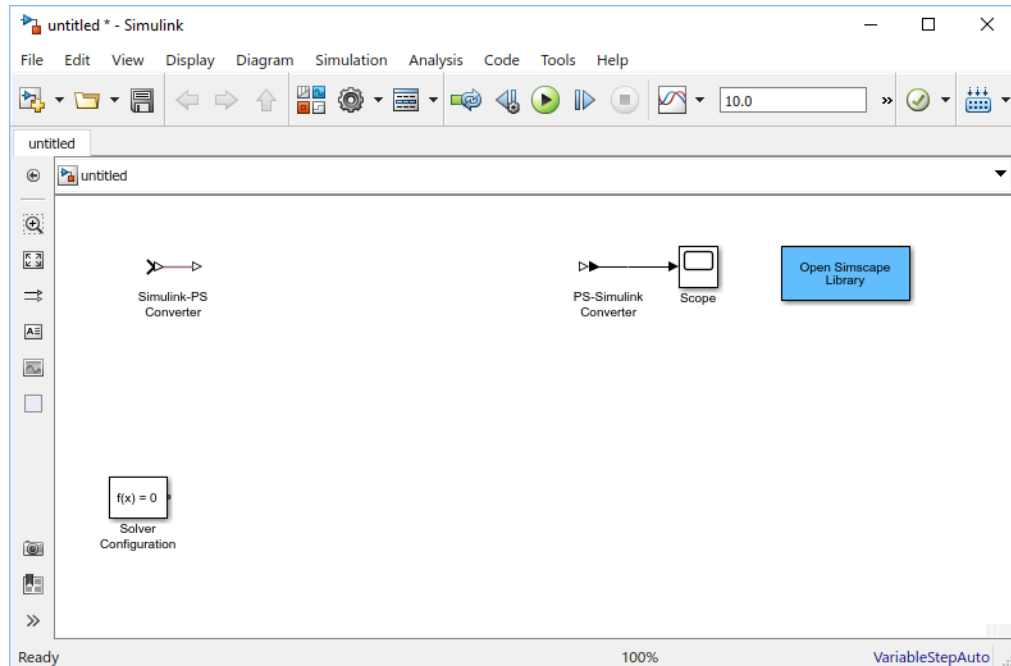 untitled * - Simulink
File Edit View Display Diagram Simulation Analysis Code Tools Help
10.0
untitled
untitled
Simulink-PS
Converter
PS-Simulink
Converter
Scope
Open Simscape
Library
f(x) = 0
Solver
Configuration
Ready 100% VariableStepAuto